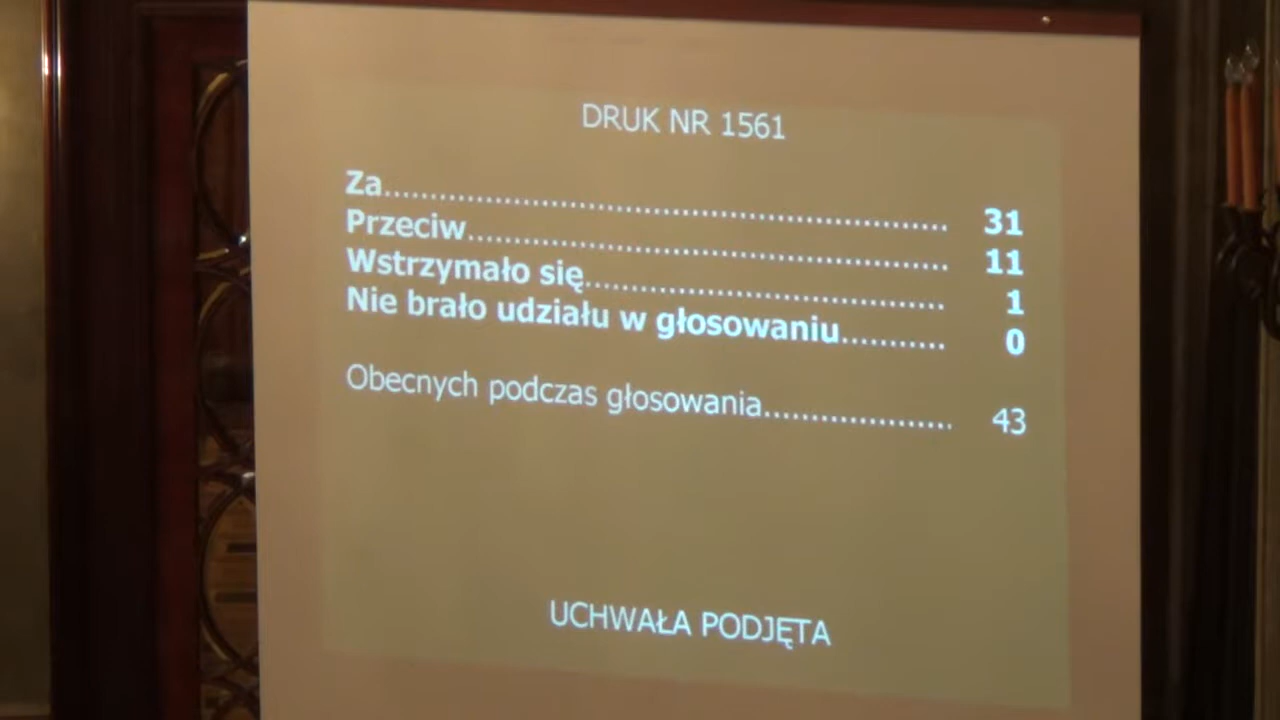 DRUK NR 1561
Za.................................................................... 31
Przeciw.......................................................... 11
Wstrzymało się............................................ 1
Nie brało udziału w głosowaniu........... 0
Obecnych podczas głosowania.................... 43
UCHWAŁA PODJĘTA